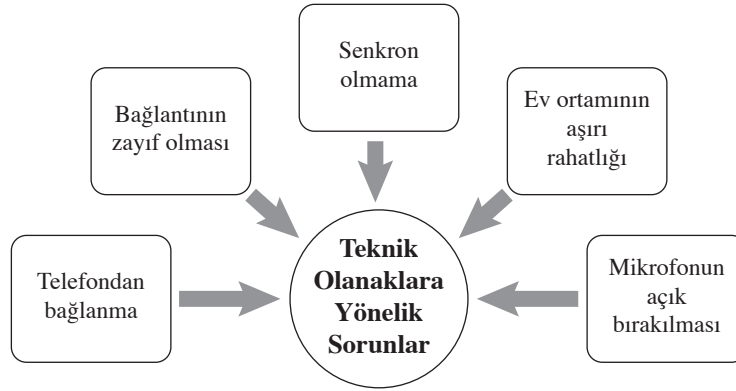 Senkron
olmama
Bağlantının
zayıf olması
Ev ortamının
aşırı
rahatlığı
Telefondan
bağlanma
Teknik
Olanaklara
Yönelik
Sorunlar
Mikrofonun
açık
bırakılması